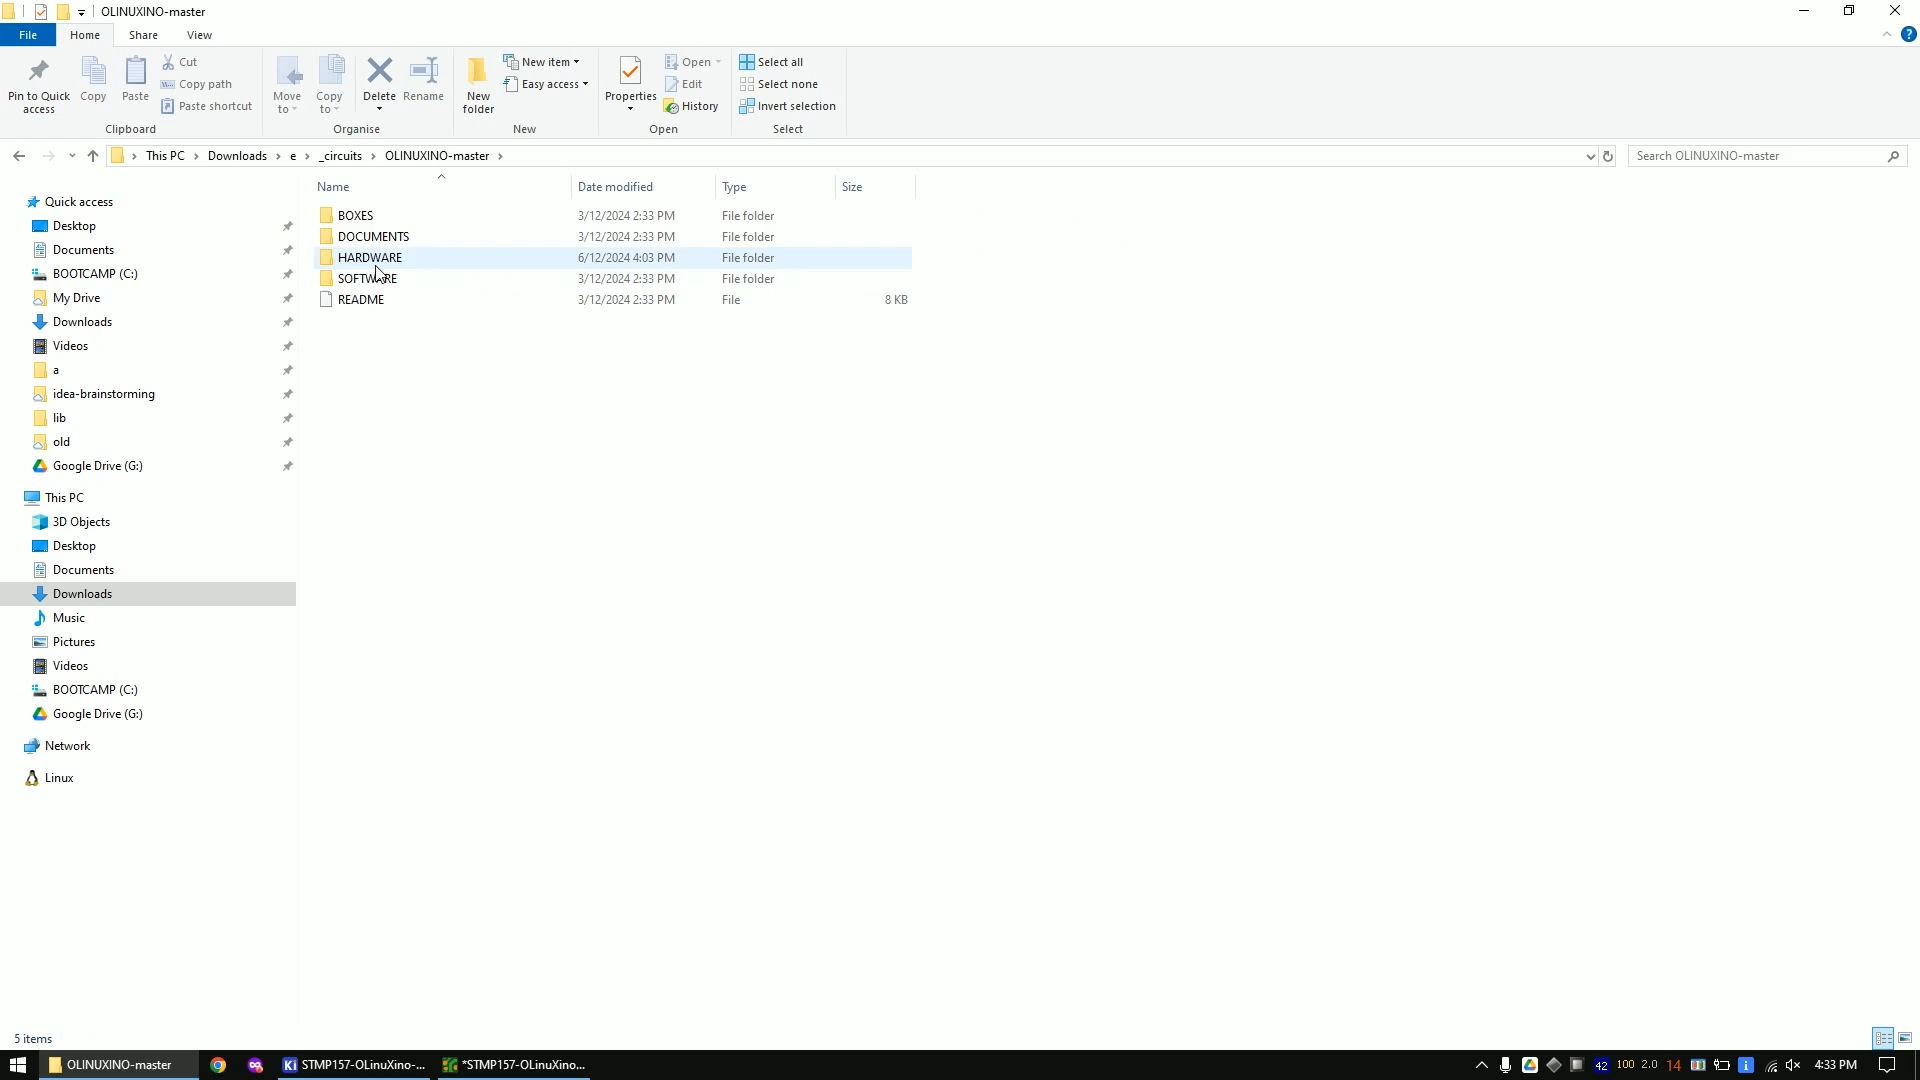 OLINUXINO-master
File Home Share View
Pin to Quick access
Copy
Paste
Cut
Copy path
Paste shortcut
Clipboard
Move to
Copy to
Delete
Rename
Organise
New folder
New item
Easy access
New
Properties
Open
Edit
History
Open
Select all
Select none
Invert selection
Select
This PC Downloads e _circuits OLINUXINO-master
Search OLINUXINO-master
Quick access
Desktop
Documents
BOOTCAMP (C:)
My Drive
Downloads
Videos
a
idea-brainstorming
lib
old
Google Drive (G:)
This PC
3D Objects
Desktop
Documents
Downloads
Music
Pictures
Videos
BOOTCAMP (C:)
Google Drive (G:)
Network
Linux
Name Date modified Type Size
BOXES 3/12/2024 2:33 PM File folder
DOCUMENTS 3/12/2024 2:33 PM File folder
HARDWARE 6/12/2024 4:03 PM File folder
SOFTWARE 3/12/2024 2:33 PM File folder
README 3/12/2024 2:33 PM File 8 KB
5 items
OLINUXINO-master
Ki STMP157-OLinuXino-...
*STMP157-OLinuXino...
42 100 2.0 14
4:33 PM